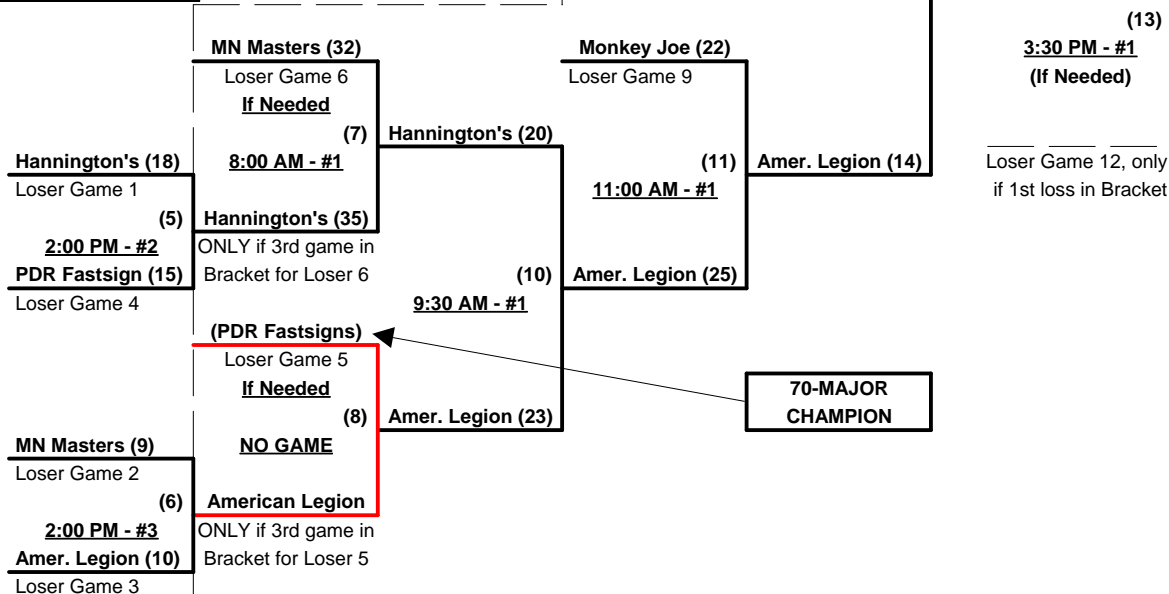 (13)
MN Masters (32)
Monkey Joe (22)
3:30 PM - #1
Loser Game 6
Loser Game 9
(If Needed)
If Needed
(7)
Hannington's (20)
Hannington's (18)
8:00 AM - #1
(11)
Amer. Legion (14)
Loser Game 12, only
Loser Game 1
11:00 AM - #1
if 1st loss in Bracket
(5)
Hannington's (35)
2:00 PM - #2
ONLY if 3rd game in
PDR Fastsign (15)
Bracket for Loser 6
(10)
Amer. Legion (25)
Loser Game 4
9:30 AM - #1
(PDR Fastsigns)
Loser Game 5
If Needed
70-MAJOR
CHAMPION
(8)
Amer. Legion (23)
MN Masters (9)
NO GAME
Loser Game 2
(6)
American Legion
2:00 PM - #3
ONLY if 3rd game in
Amer. Legion (10)
Bracket for Loser 5
Loser Game 3